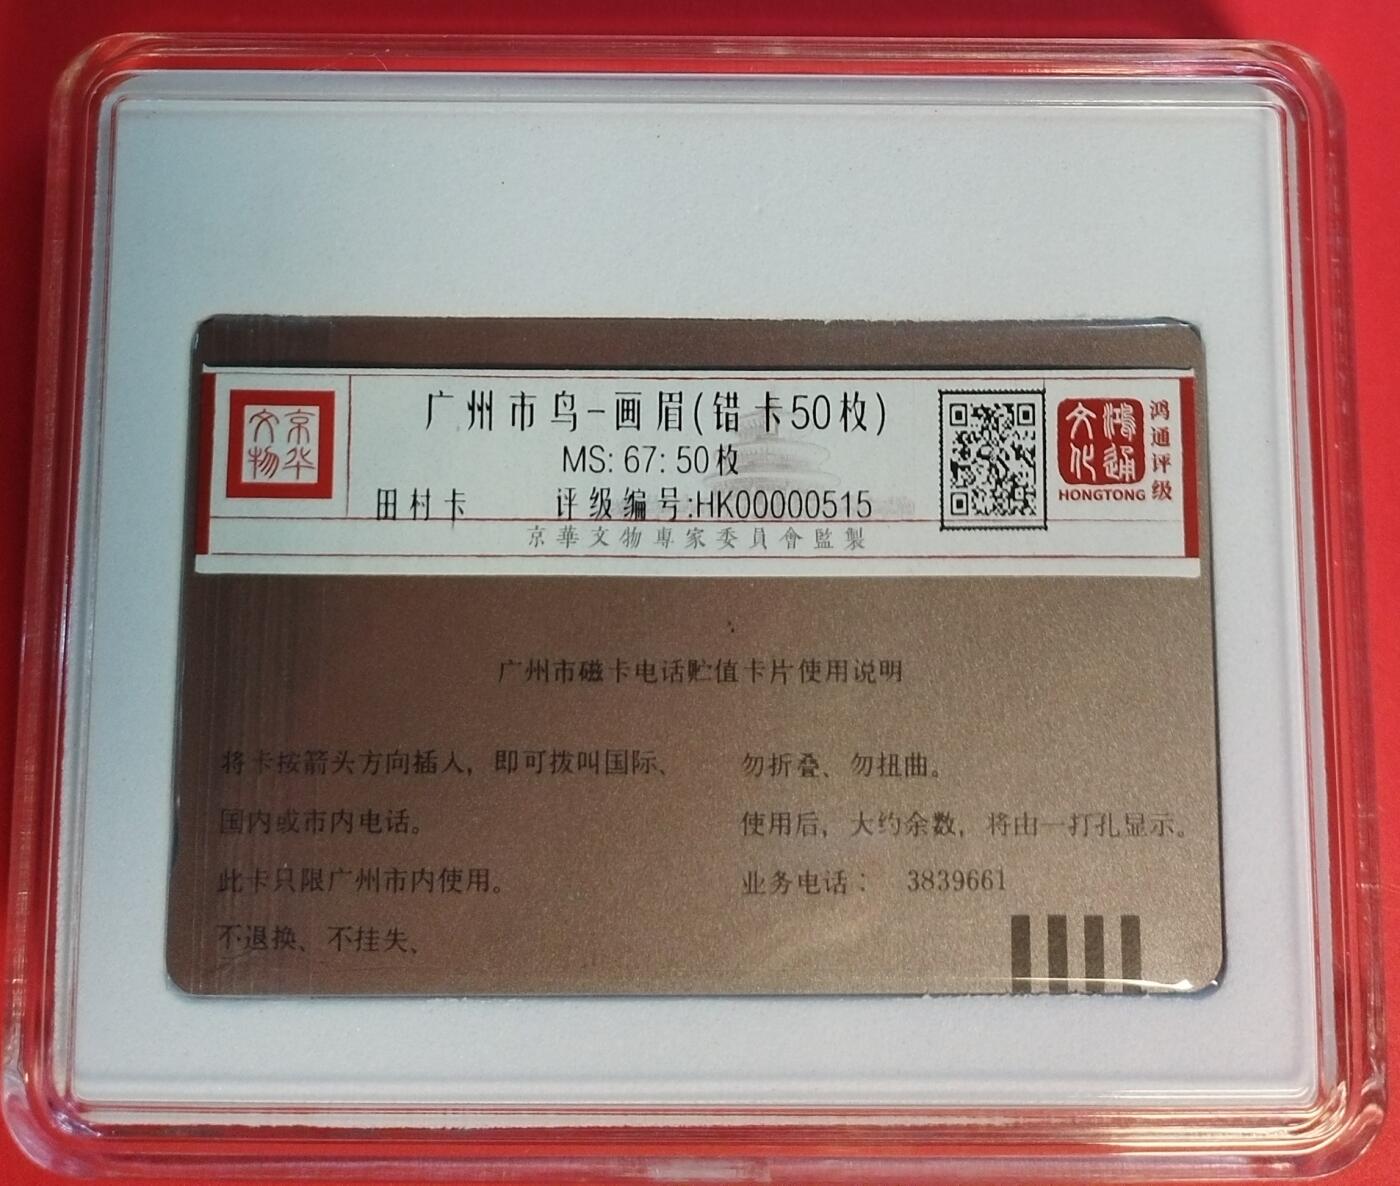 京华文物
广州市鸟-画眉(错卡50枚)
MS: 67: 50枚
田村卡 评级编号:HK00000515
京華文物專家委員會監製
鸿通文化
HONGTONG
鸿通评级
广州市磁卡电话贮值卡片使用说明
将卡按箭头方向插入，即可拨叫国际、
国内或市内电话。
此卡只限广州市内使用。
不退换、不挂失、
勿折叠、勿扭曲。
使用后，大约余数，将由一打孔显示。
业务电话： 3839661